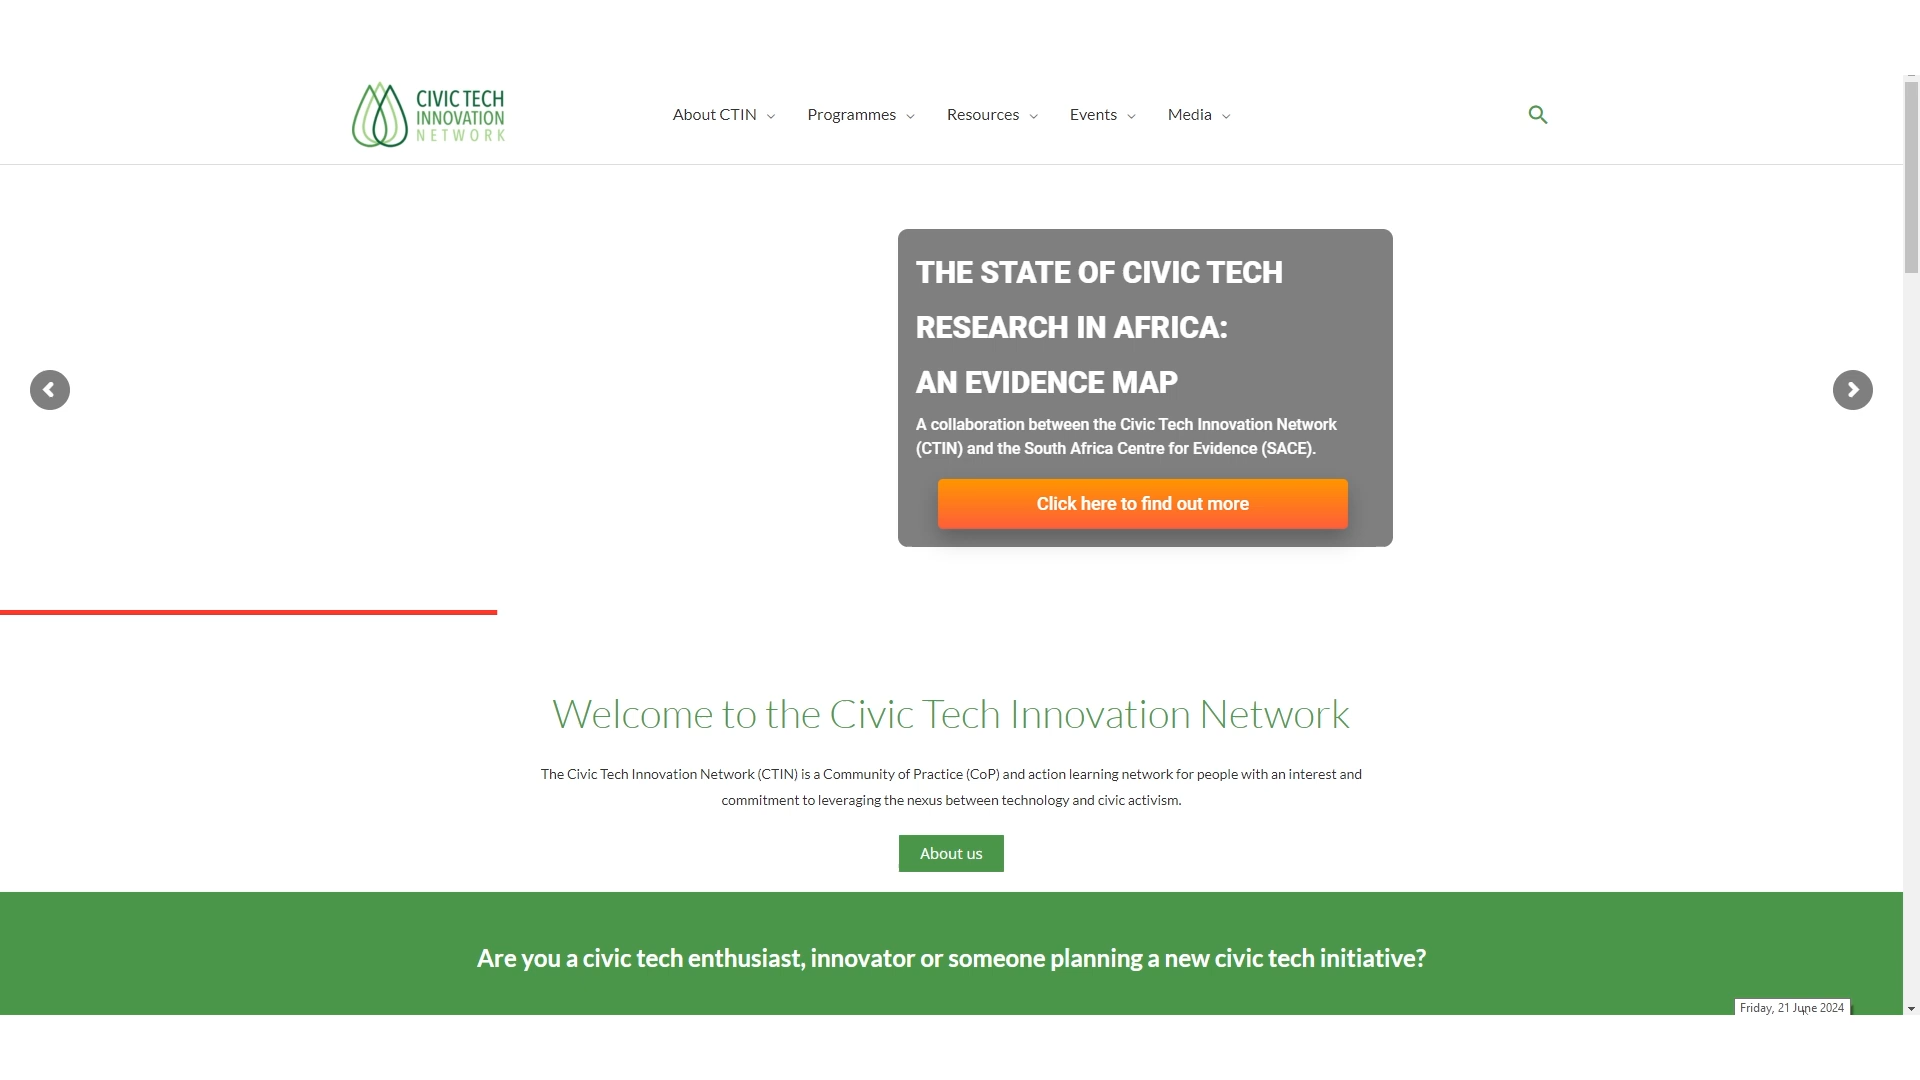 CIVIC TECH
INNOVATION
NETWORK
About CTIN
Programmes
Resources
Events
Media
THE STATE OF CIVIC TECH
RESEARCH IN AFRICA:
AN EVIDENCE MAP
A collaboration between the Civic Tech Innovation Network
(CTIN) and the South Africa Centre for Evidence (SACE).
Click here to find out more
Welcome to the Civic Tech Innovation Network
The Civic Tech Innovation Network (CTIN) is a Community of Practice (CoP) and action learning network for people with an interest and
commitment to leveraging the nexus between technology and civic activism.
About us
Are you a civic tech enthusiast, innovator or someone planning a new civic tech initiative?
Friday, 21 June 2024